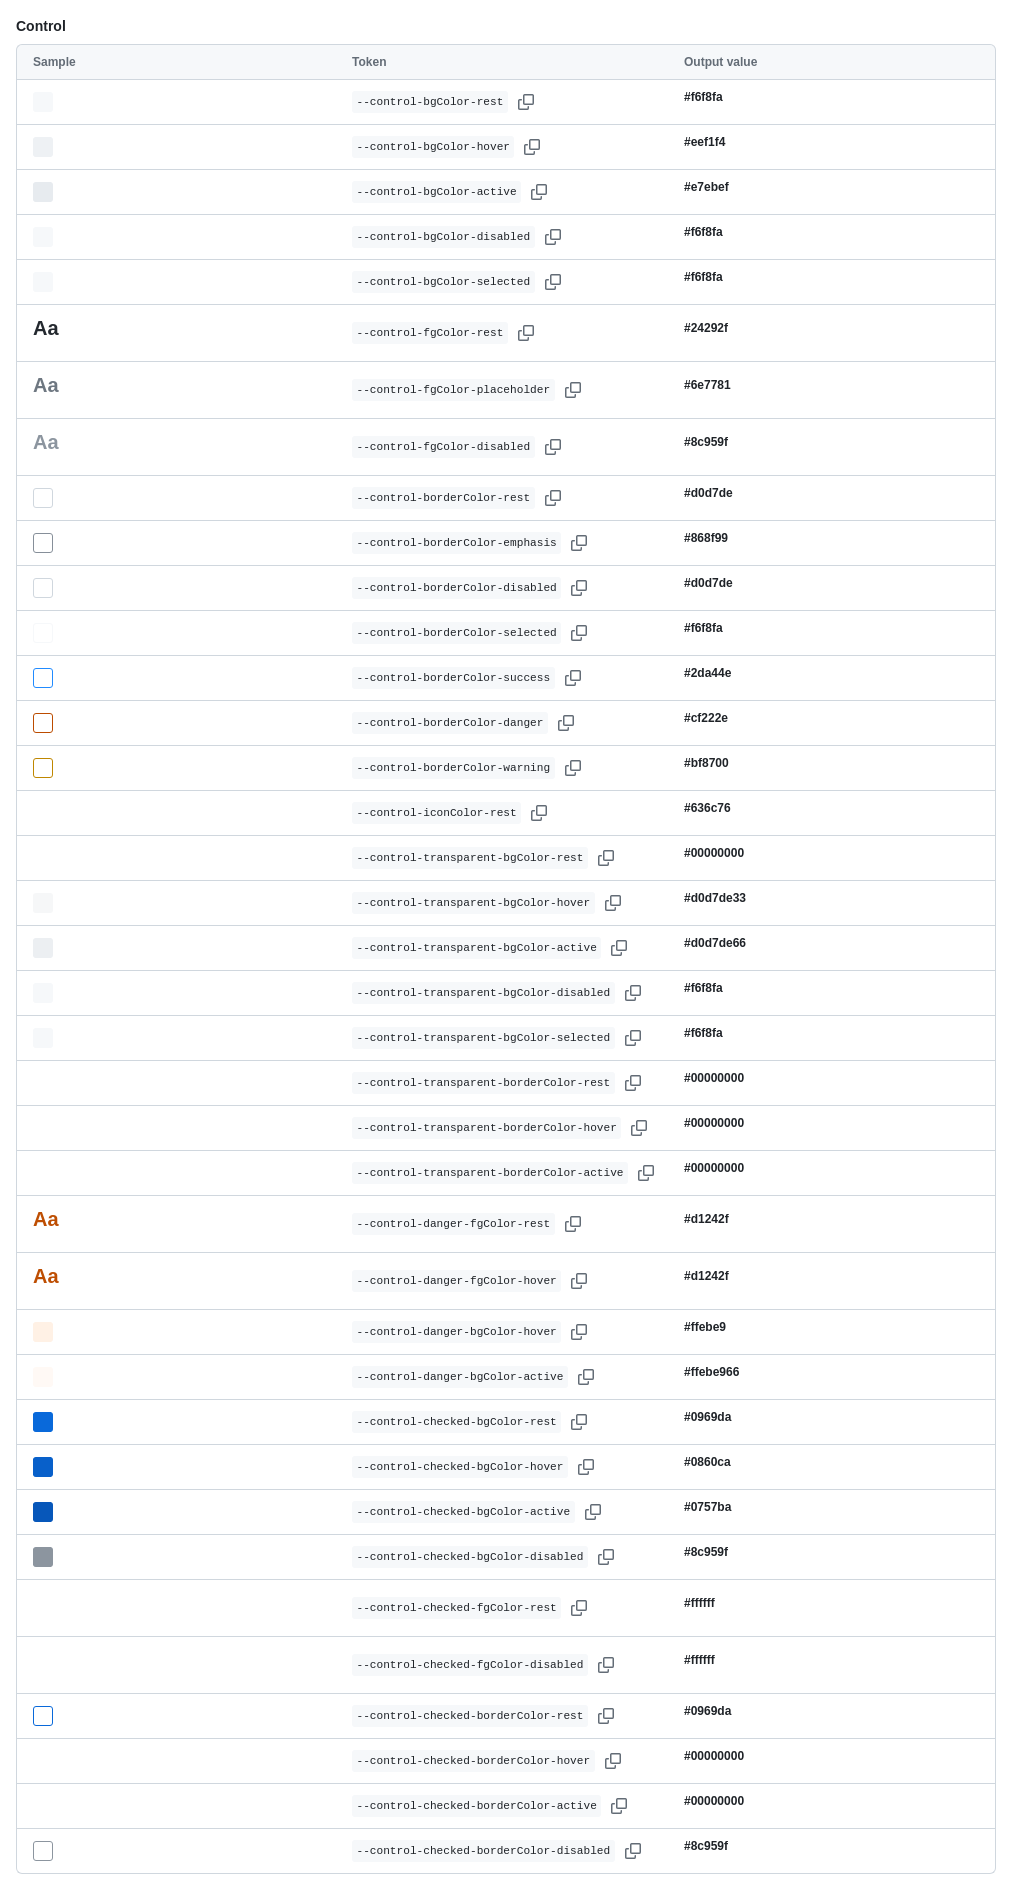 Control
Sample Token Output value
--control-bgColor-rest #f6f8fa
--control-bgColor-hover #eef1f4
--control-bgColor-active #e7ebef
--control-bgColor-disabled #f6f8fa
--control-bgColor-selected #f6f8fa
Aa --control-fgColor-rest #24292f
Aa --control-fgColor-placeholder #6e7781
Aa --control-fgColor-disabled #8c959f
--control-borderColor-rest #d0d7de
--control-borderColor-emphasis #868f99
--control-borderColor-disabled #d0d7de
--control-borderColor-selected #f6f8fa
--control-borderColor-success #2da44e
--control-borderColor-danger #cf222e
--control-borderColor-warning #bf8700
--control-iconColor-rest #636c76
--control-transparent-bgColor-rest #00000000
--control-transparent-bgColor-hover #d0d7de33
--control-transparent-bgColor-active #d0d7de66
--control-transparent-bgColor-disabled #f6f8fa
--control-transparent-bgColor-selected #f6f8fa
--control-transparent-borderColor-rest #00000000
--control-transparent-borderColor-hover #00000000
--control-transparent-borderColor-active #00000000
Aa --control-danger-fgColor-rest #d1242f
Aa --control-danger-fgColor-hover #d1242f
--control-danger-bgColor-hover #ffebe9
--control-danger-bgColor-active #ffebe966
--control-checked-bgColor-rest #0969da
--control-checked-bgColor-hover #0860ca
--control-checked-bgColor-active #0757ba
--control-checked-bgColor-disabled #8c959f
--control-checked-fgColor-rest #ffffff
--control-checked-fgColor-disabled #ffffff
--control-checked-borderColor-rest #0969da
--control-checked-borderColor-hover #00000000
--control-checked-borderColor-active #00000000
--control-checked-borderColor-disabled #8c959f